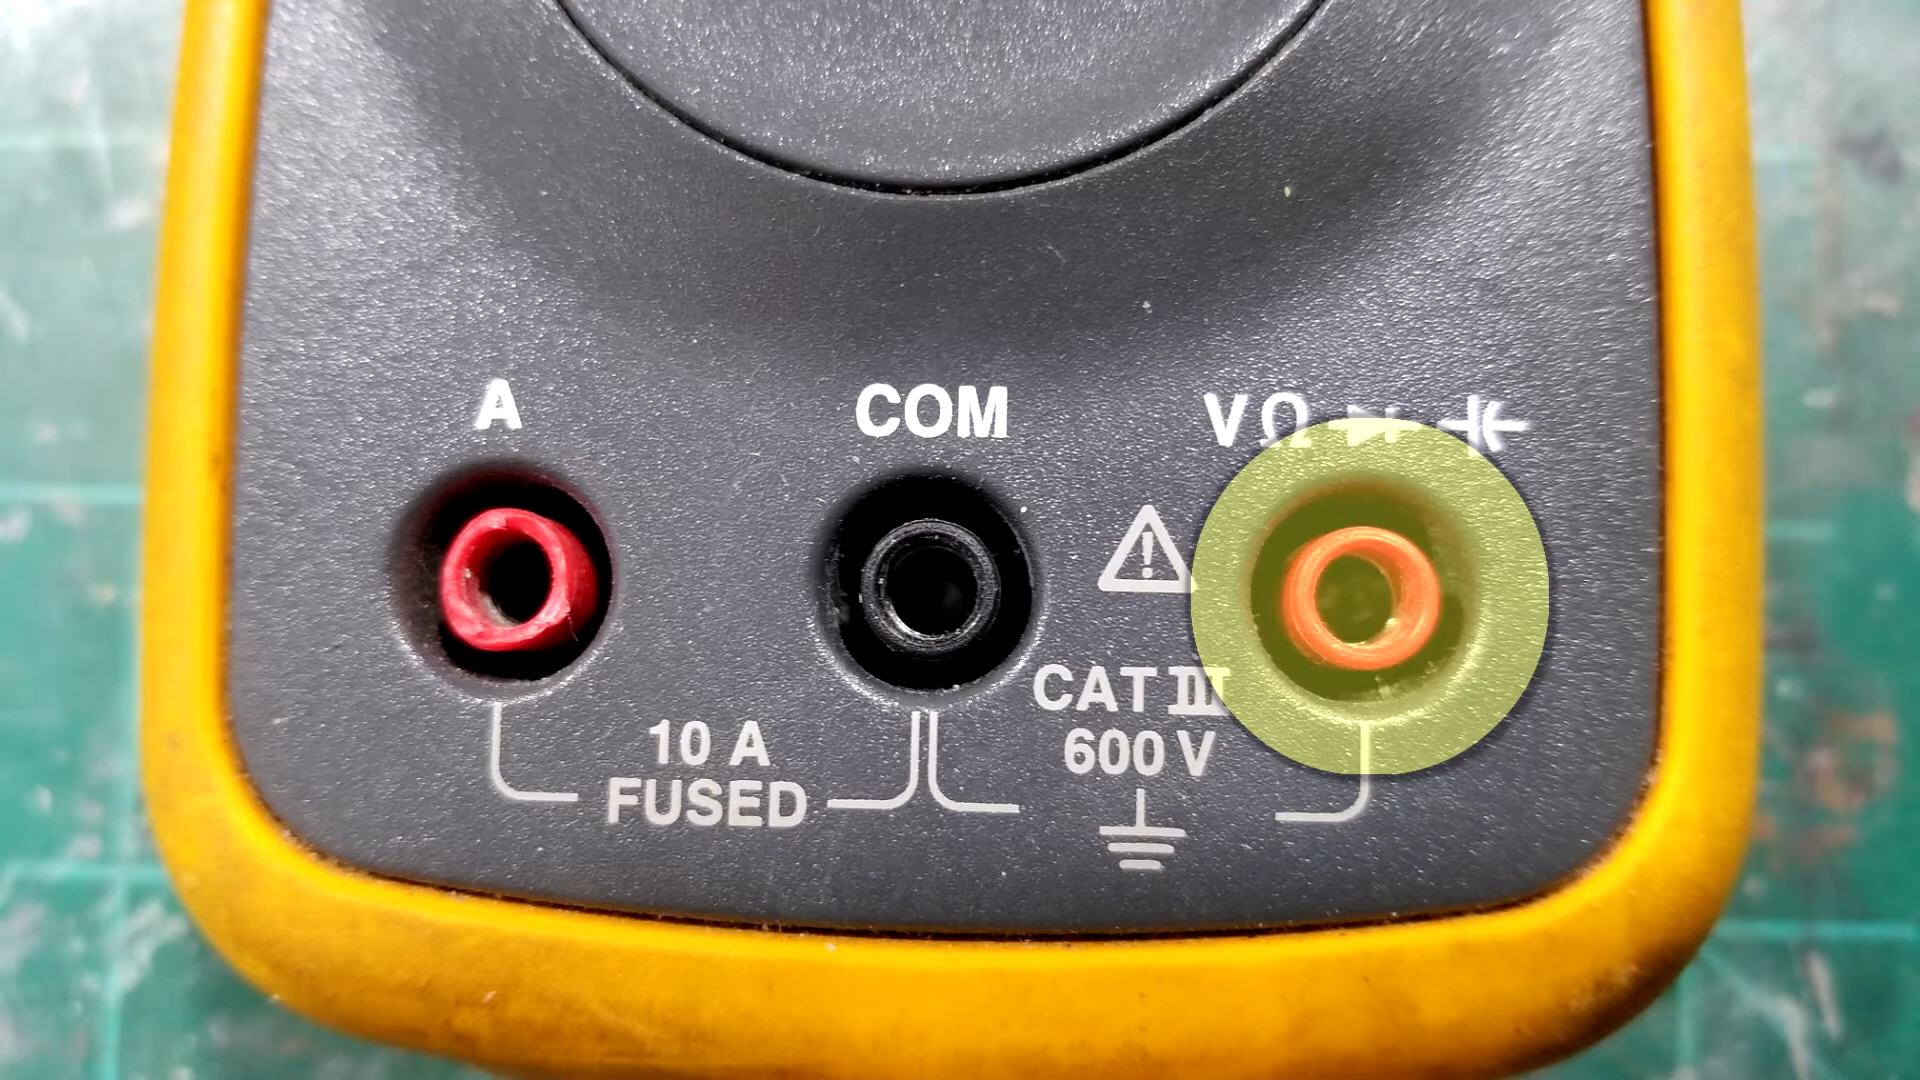 A
COM
VΩ
CAT III
600 V
10 A
FUSED